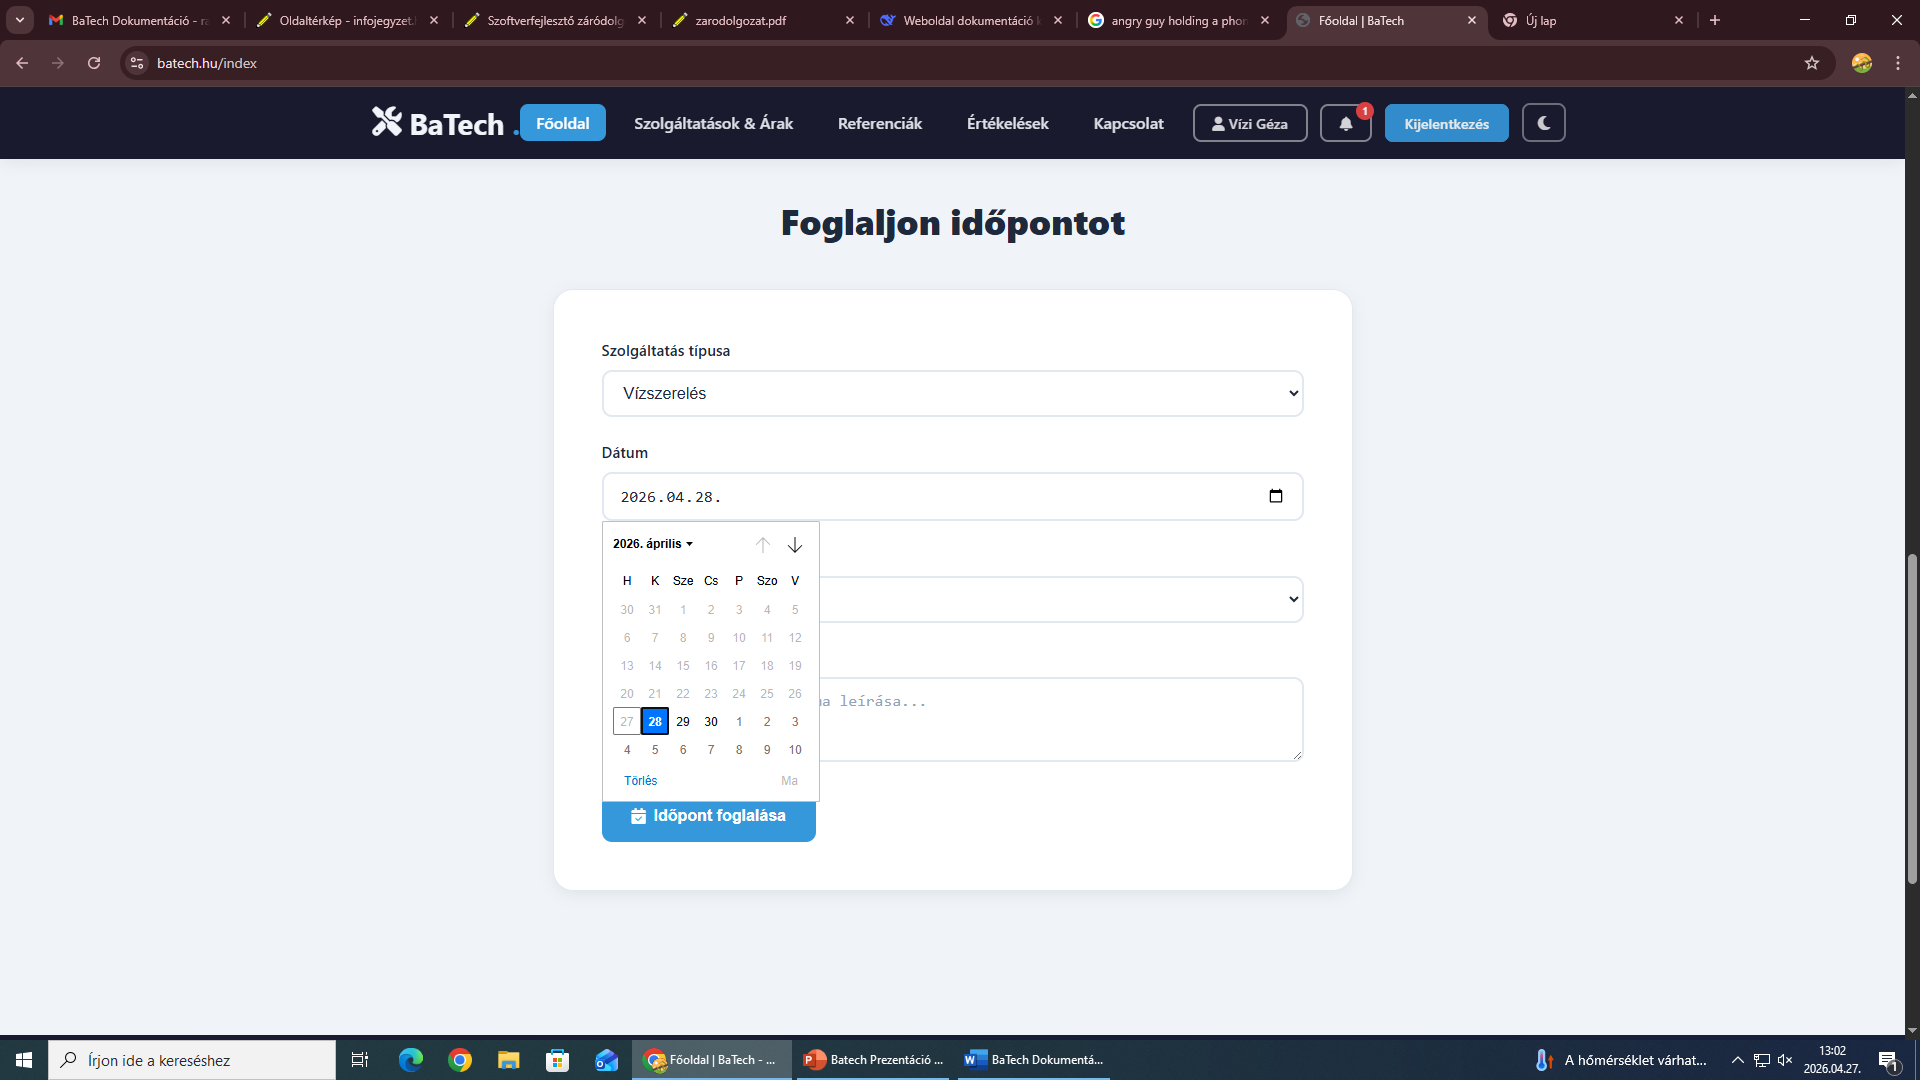 BaTech Dokumentáció - ra
Oldaltérkép - infojegyzet.h
Szoftverfejlesztő záródolg
zarodolgozat.pdf
Weboldal dokumentáció k
angry guy holding a phon
Főoldal | BaTech
Új lap
batech.hu/index
BaTech .
Főoldal
Szolgáltatások & Árak
Referenciák
Értékelések
Kapcsolat
Vízi Géza
1
Kijelentkezés
Foglaljon időpontot
Szolgáltatás típusa
Vízszerelés
Dátum
2026.04.28.
2026. április
H K Sze Cs P Szo V
30 31 1 2 3 4 5
6 7 8 9 10 11 12
13 14 15 16 17 18 19
20 21 22 23 24 25 26
27 28 29 30 1 2 3
4 5 6 7 8 9 10
Törlés Ma
leírása...
Időpont foglalása
Írjon ide a kereséshez
Főoldal | BaTech - ...
Batech Prezentáció ...
BaTech Dokumentá...
A hőmérséklet várhat...
13:02
2026.04.27.
1